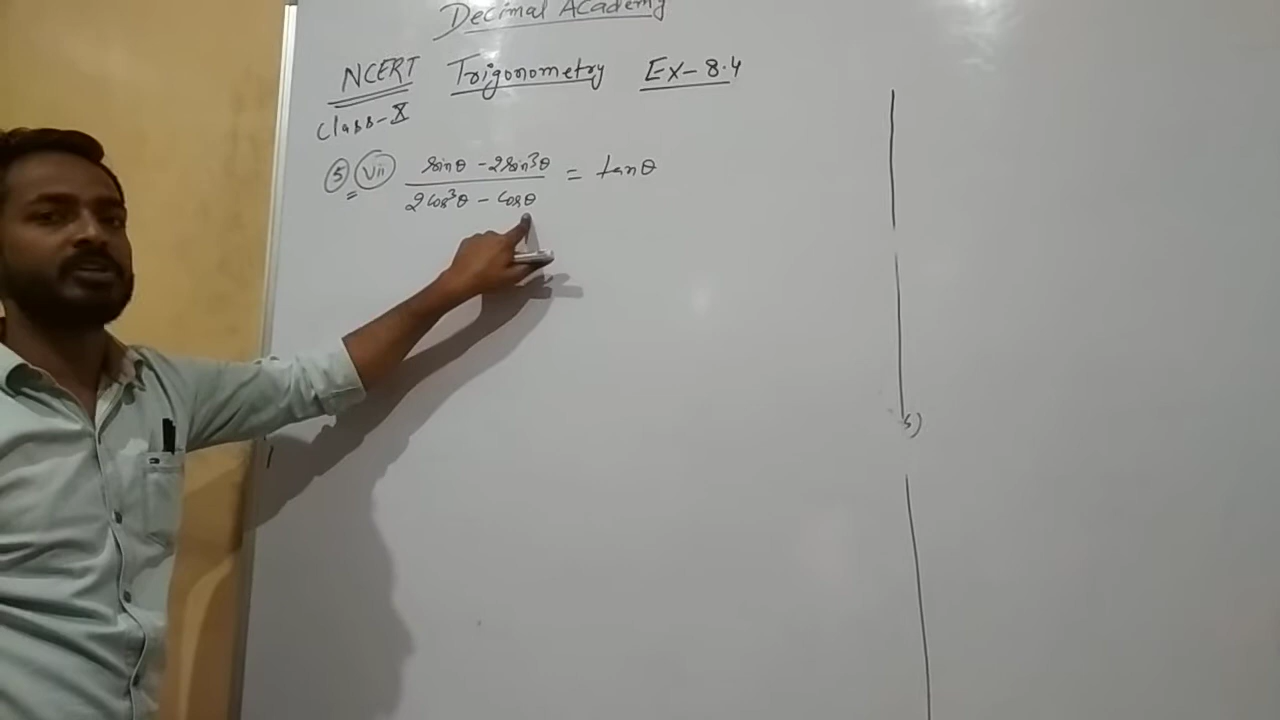 Decimal Academy
NCERT Trigonometry Ex-8.4
Class-X
5 vii sinθ - 2sin³θ / 2cos³θ - cosθ = tanθ